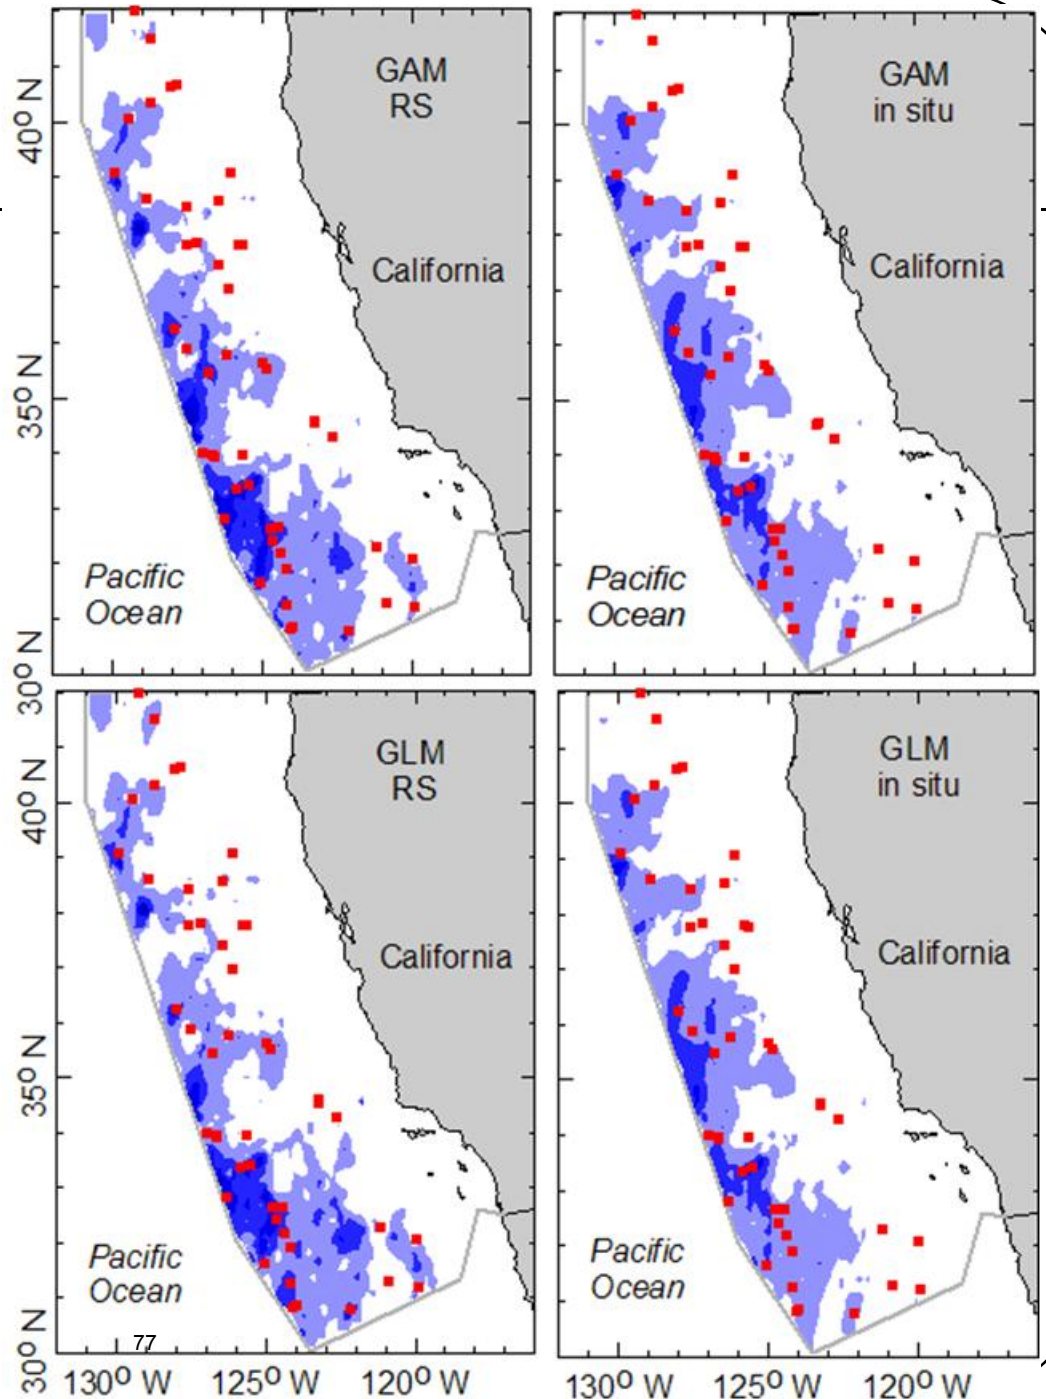 GAM
RS
California
Pacific
Ocean
40° N
35° N
30° N
GAM
in situ
California
Pacific
Ocean
GLM
RS
California
Pacific
Ocean
77
40° N
35° N
30° N
130° W
125° W
120° W
GLM
in situ
California
Pacific
Ocean
130° W
125° W
120° W